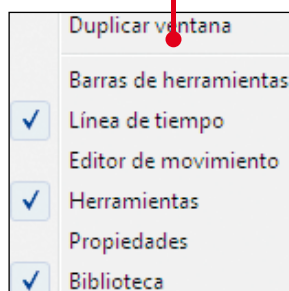 Duplicar ventana
Barras de herramientas
Línea de tiempo
Editor de movimiento
Herramientas
Propiedades
Biblioteca